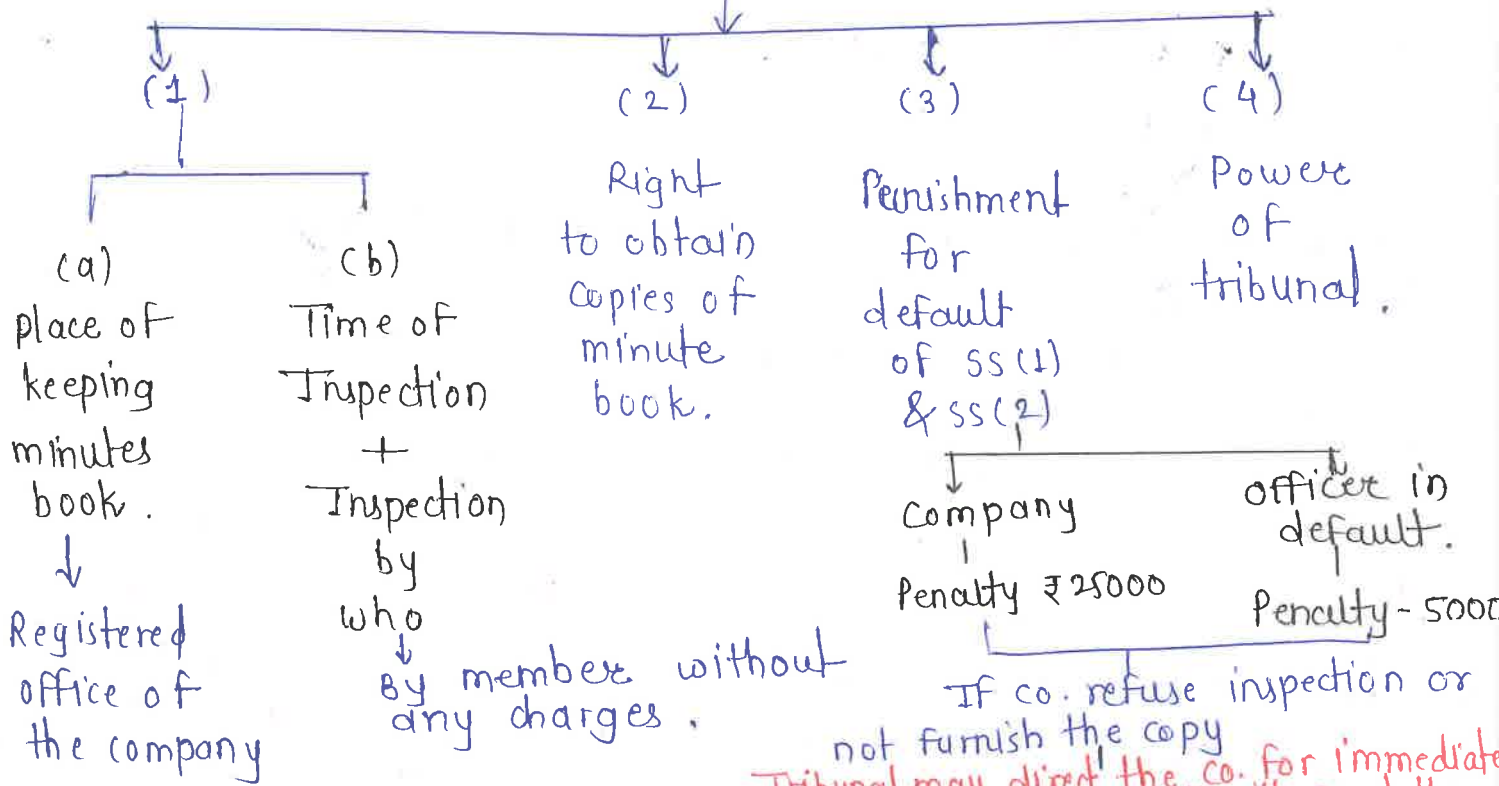 (1)
(2)
(3)
(4)
(a)
place of
keeping
minutes
book.
Registered
office of
the company
(b)
Time of
Inspection
+
Inspection
by
who
By member without
any charges.
Right
to obtain
copies of
minute
book.
Punishment
for
default
of SS(1)
& SS(2)
Company
Penalty ₹25000
officer in
default.
Penalty - 5000
If co. refuse inspection or
not furnish the copy
Power
of
tribunal.
Tribunal may direct the co. for immediate